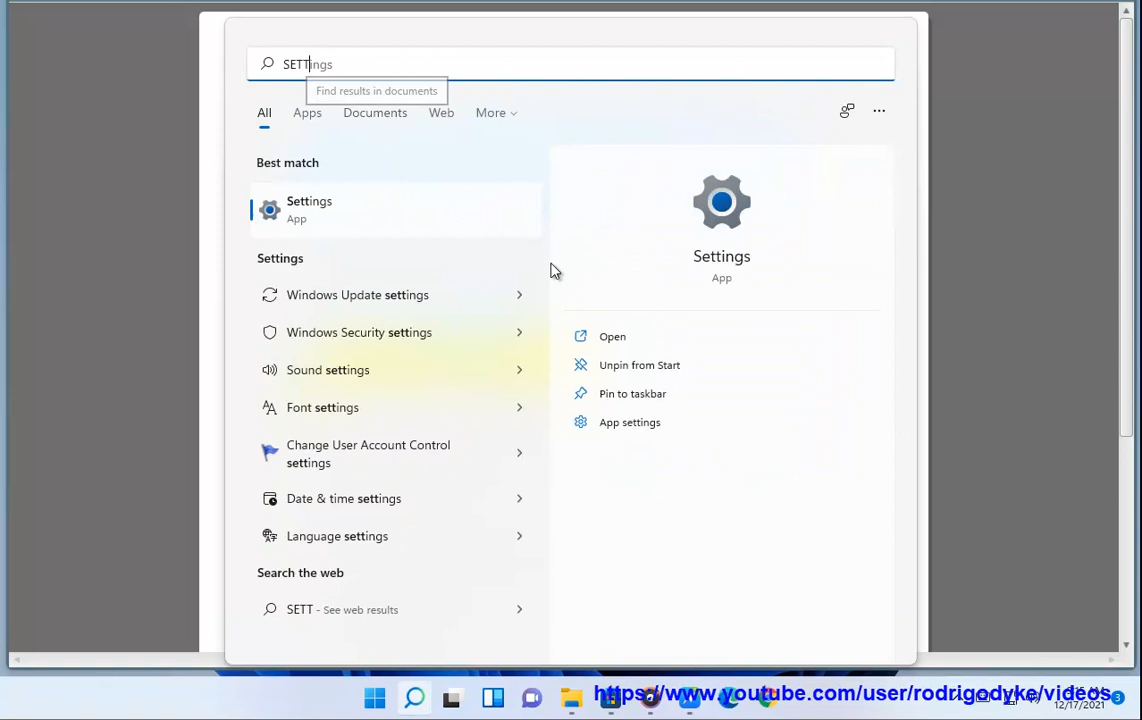 SETTings
Find results in documents
All Apps Documents Web More
Best match
Settings
App
Settings
Windows Update settings
Windows Security settings
Sound settings
Font settings
Change User Account Control
settings
Date & time settings
Language settings
Search the web
SETT - See web results
Settings
App
Open
Unpin from Start
Pin to taskbar
App settings
https://www.youtube.com/user/rodrigedyke/videos
12/17/2021
3